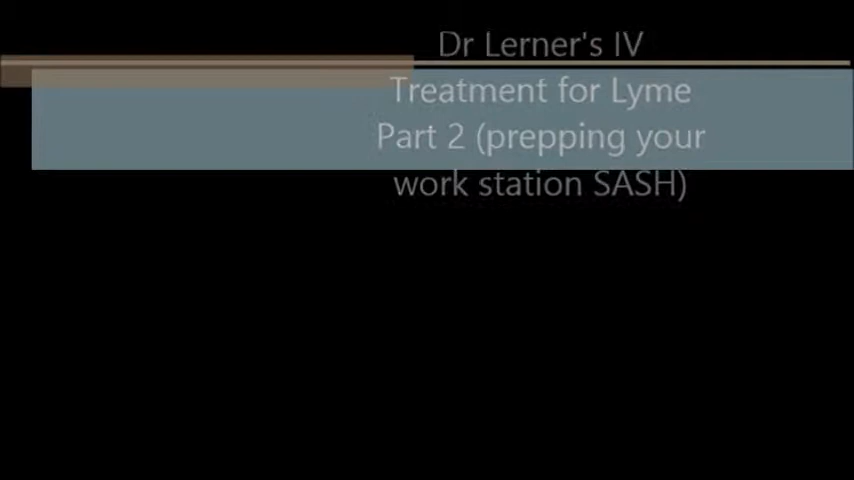 Dr Lerner's IV
Treatment for Lyme
Part 2 (prepping your
work station SASH)